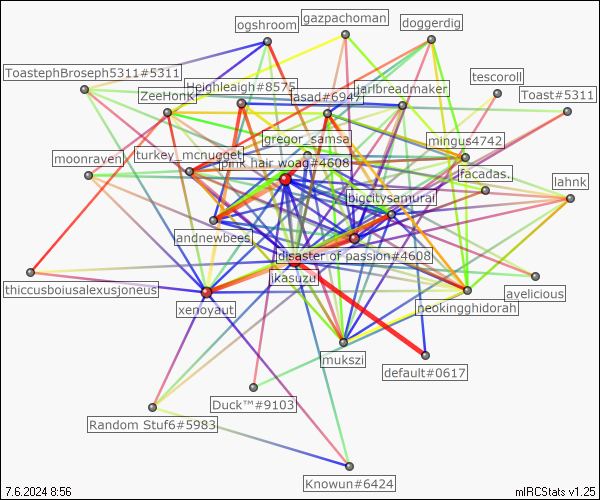 gazpachoman
ogshroom
doggerdig
ToastephBroseph5311#5311
tescoroll
Heighleaigh#8575
jarlbreadmaker
Toast#5311
ZeeHonK
asad#6947
gregor_samsa
mingus4742
turkey_mcnugget
moonraven
pink hair woag#4608
facadas.
lahnk
bigcitysamurai
andnewbees
disaster of passion#4608
jikasuzu
thiccusboiusalexusjoneus
avelicious
xenoyaut
neokingghidorah
mukszi
default#0617
Duck™#9103
Random Stuf6#5983
Knowun#6424
7.6.2024 8:56
mIRCStats v1.25